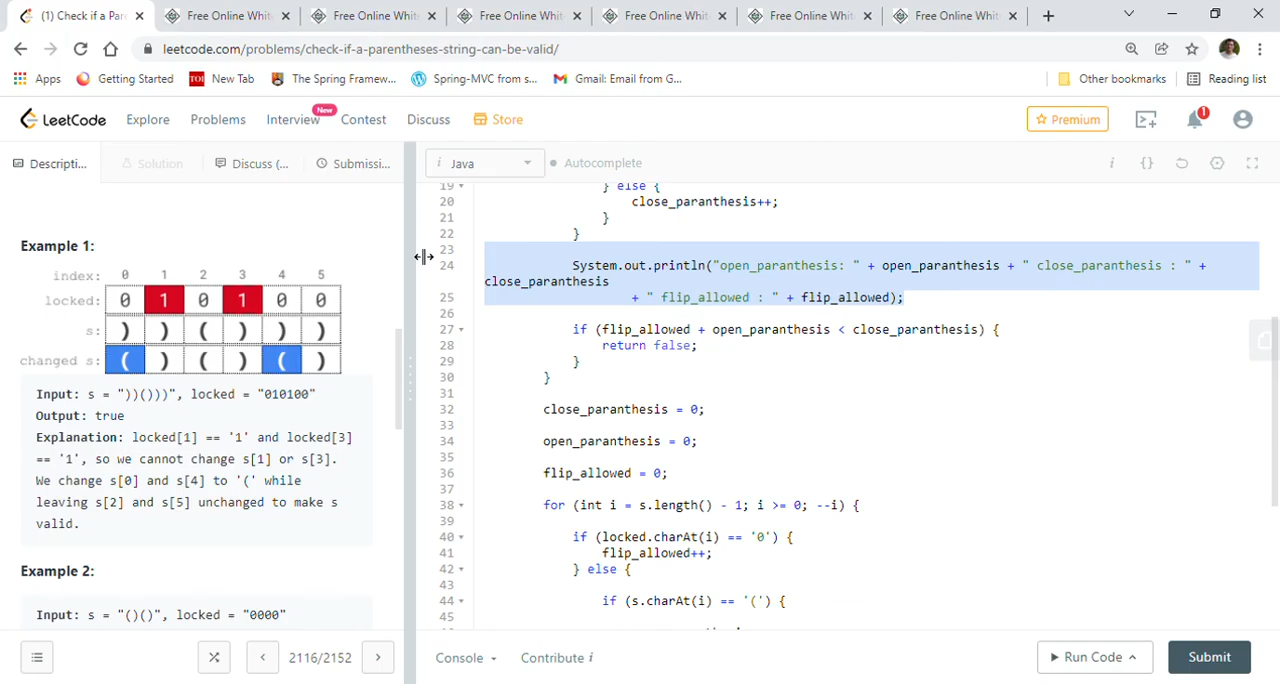 (1) Check if a Par
Free Online Whit
Free Online Whit
Free Online Whit
Free Online Whit
Free Online Whit
Free Online Whit
leetcode.com/problems/check-if-a-parentheses-string-can-be-valid/
Apps
Getting Started
TOI New Tab
The Spring Framew...
Spring-MVC from s...
Gmail: Email from G...
Other bookmarks
Reading list
LeetCode
Explore
Problems
Interview
New
Contest
Discuss
Store
Premium
1
Descripti...
Solution
Discuss (...
Submissi...
i Java
Autocomplete
Example 1:
index: 0 1 2 3 4 5
locked: 0 1 0 1 0 0
s: ) ) ( ) ) )
changed s: ( ) ( ) ( )
Input: s = "))()))", locked = "010100"
Output: true
Explanation: locked[1] == '1' and locked[3]
== '1', so we cannot change s[1] or s[3].
We change s[0] and s[4] to '(' while
leaving s[2] and s[5] unchanged to make s
valid.
Example 2:
Input: s = "()()", locked = "0000"
19 } else {
20 close_paranthesis++;
21 }
22 }
23
24 System.out.println("open_paranthesis: " + open_paranthesis + " close_paranthesis : " +
close_paranthesis
25 + " flip_allowed : " + flip_allowed);
26
27 if (flip_allowed + open_paranthesis < close_paranthesis) {
28 return false;
29 }
30 }
31
32 close_paranthesis = 0;
33
34 open_paranthesis = 0;
35
36 flip_allowed = 0;
37
38 for (int i = s.length() - 1; i >= 0; --i) {
39
40 if (locked.charAt(i) == '0') {
41 flip_allowed++;
42 } else {
43
44 if (s.charAt(i) == '(') {
45
2116/2152
Console
Contribute i
Run Code
Submit